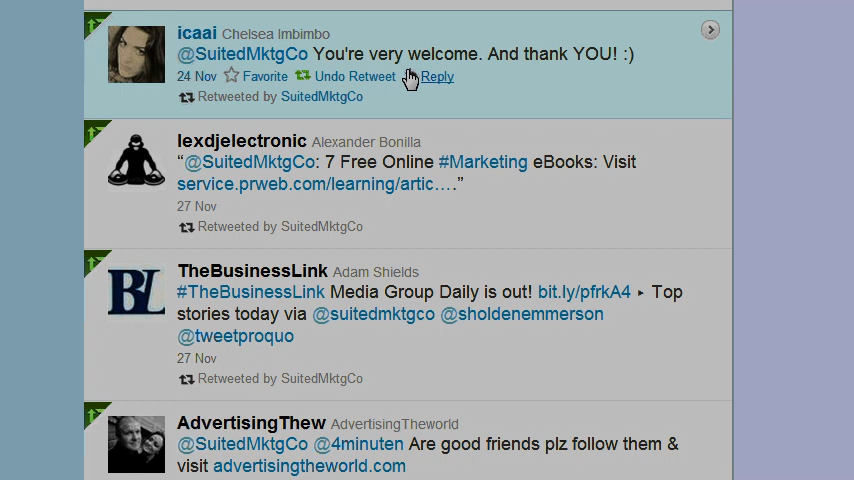 icaai Chelsea Imbimbo
@SuitedMktgCo You're very welcome. And thank YOU! :)
24 Nov Favorite Undo Retweet Reply
Retweeted by SuitedMktgCo
lexdjelectronic Alexander Bonilla
“@SuitedMktgCo: 7 Free Online #Marketing eBooks: Visit
service.prweb.com/learning/artic….”
27 Nov
Retweeted by SuitedMktgCo
BL
TheBusinessLink Adam Shields
#TheBusinessLink Media Group Daily is out! bit.ly/pfrkA4 ▸ Top
stories today via @suitedmktgco @sholdenemmerson
@tweetproquo
27 Nov
Retweeted by SuitedMktgCo
AdvertisingThew AdvertisingTheworld
@SuitedMktgCo @4minuten Are good friends plz follow them &
visit advertisingtheworld.com